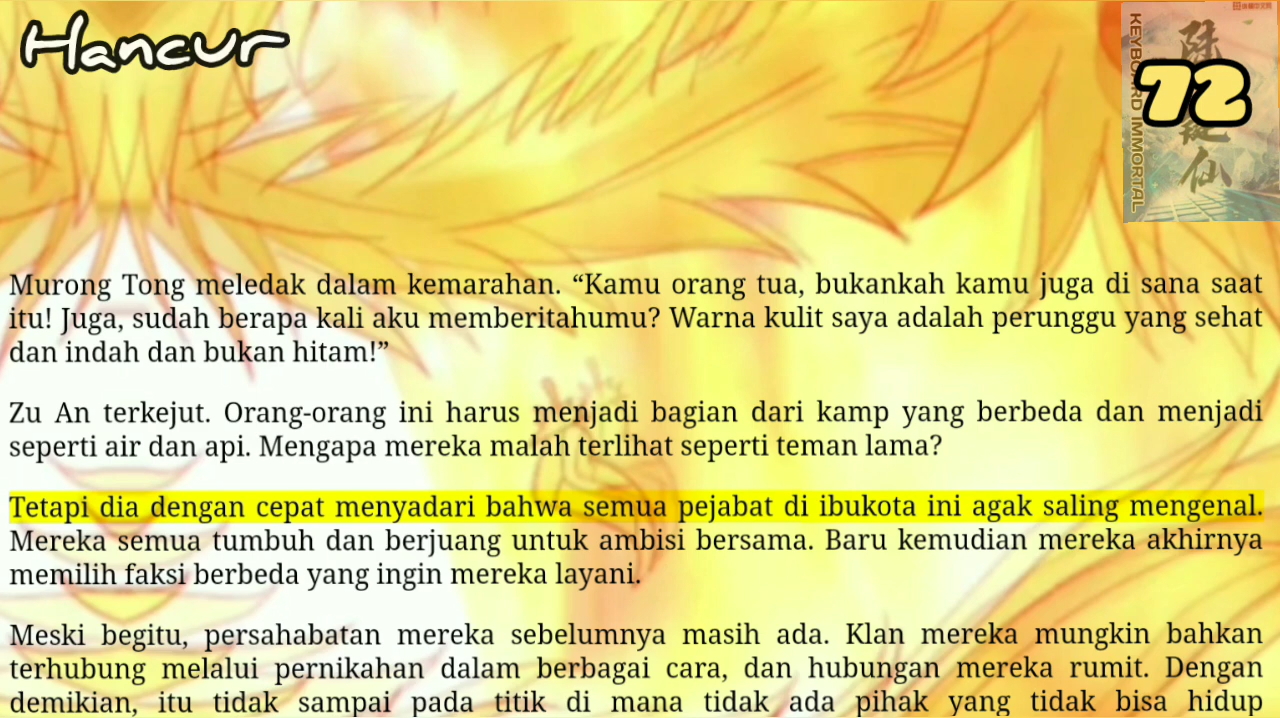 Hancur
72
KEYBOARD IMMORTAL
Murong Tong meledak dalam kemarahan. “Kamu orang tua, bukankah kamu juga di sana saat
itu! Juga, sudah berapa kali aku memberitahumu? Warna kulit saya adalah perunggu yang sehat
dan indah dan bukan hitam!”
Zu An terkejut. Orang-orang ini harus menjadi bagian dari kamp yang berbeda dan menjadi
seperti air dan api. Mengapa mereka malah terlihat seperti teman lama?
Tetapi dia dengan cepat menyadari bahwa semua pejabat di ibukota ini agak saling mengenal.
Mereka semua tumbuh dan berjuang untuk ambisi bersama. Baru kemudian mereka akhirnya
memilih faksi berbeda yang ingin mereka layani.
Meski begitu, persahabatan mereka sebelumnya masih ada. Klan mereka mungkin bahkan
terhubung melalui pernikahan dalam berbagai cara, dan hubungan mereka rumit. Dengan
demikian, itu tidak sampai pada titik di mana tidak ada pihak yang tidak bisa hidup